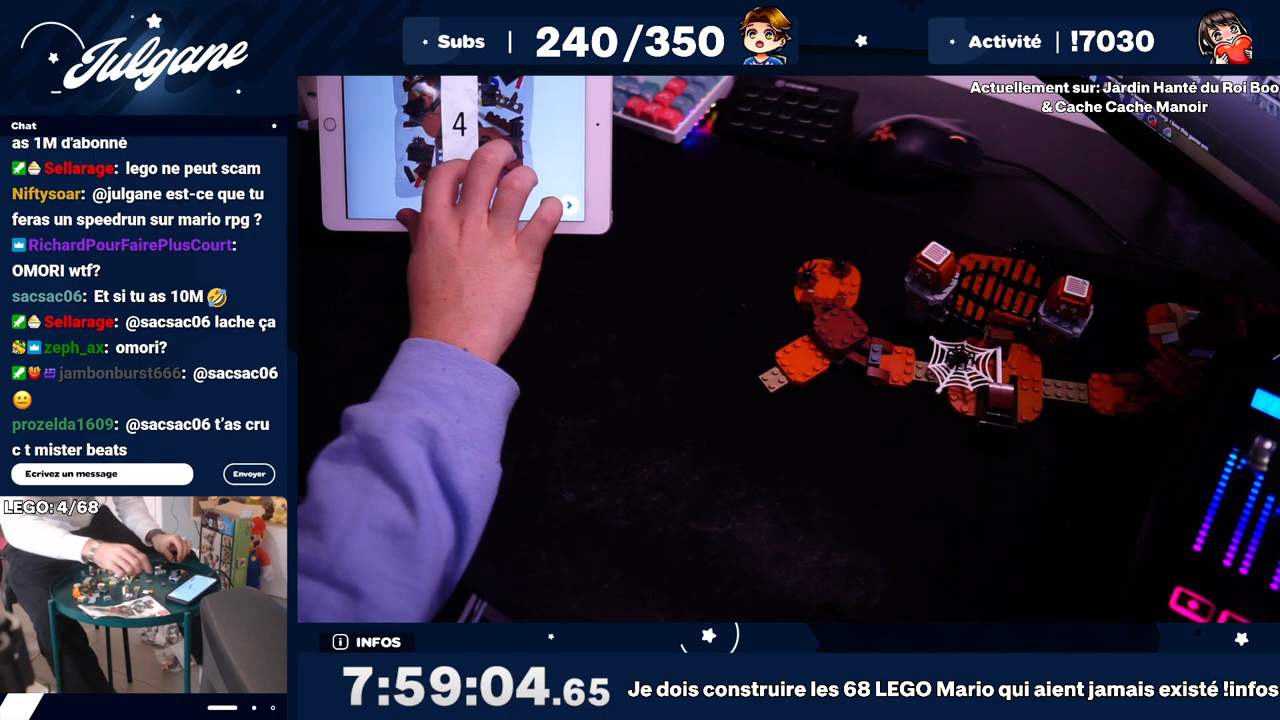 Julgane
Subs | 240/350
Activité | !7030
Actuellement sur: Jardin Hanté du Roi Boo
& Cache Cache Manoir
Chat
as 1M d'abonné
Sellarage: lego ne peut scam
Niftysoar: @julgane est-ce que tu
feras un speedrun sur mario rpg ?
RichardPourFairePlusCourt:
OMORI wtf?
sacsac06: Et si tu as 10M 🤣
Sellarage: @sacsac06 lache ça
zeph_ax: omori?
jambonburst666: @sacsac06
😐
prozelda1609: @sacsac06 t'as cru
c t mister beats
Ecrivez un message
Envoyer
4
LEGO: 4/68
INFOS
7:59:04.65
Je dois construire les 68 LEGO Mario qui aient jamais existé !infos